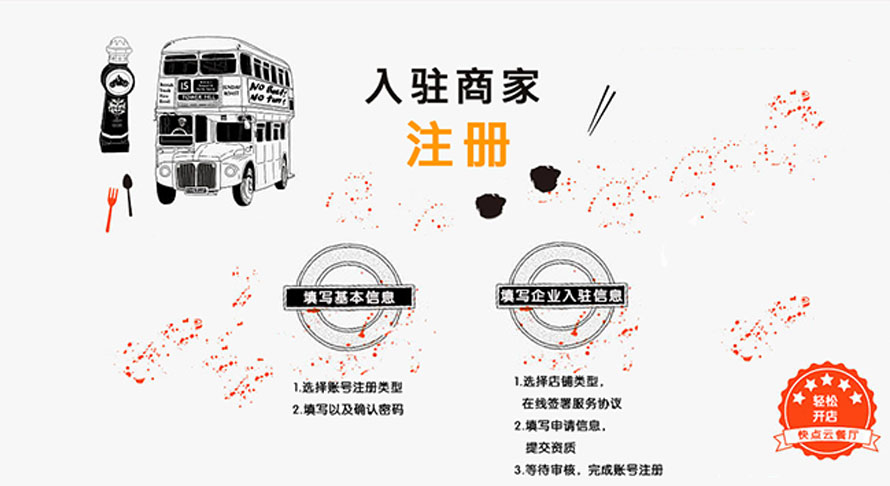 入驻商家
注册
15
TOWER HILL
SUNDAY
ROAST
填写基本信息
1.选择账号注册类型
2.填写以及确认密码
填写企业入驻信息
1.选择店铺类型,
在线签署服务协议
2.填写申请信息,
提交资质
3.等待审核,完成账号注册
轻松
开店
快点云餐厅